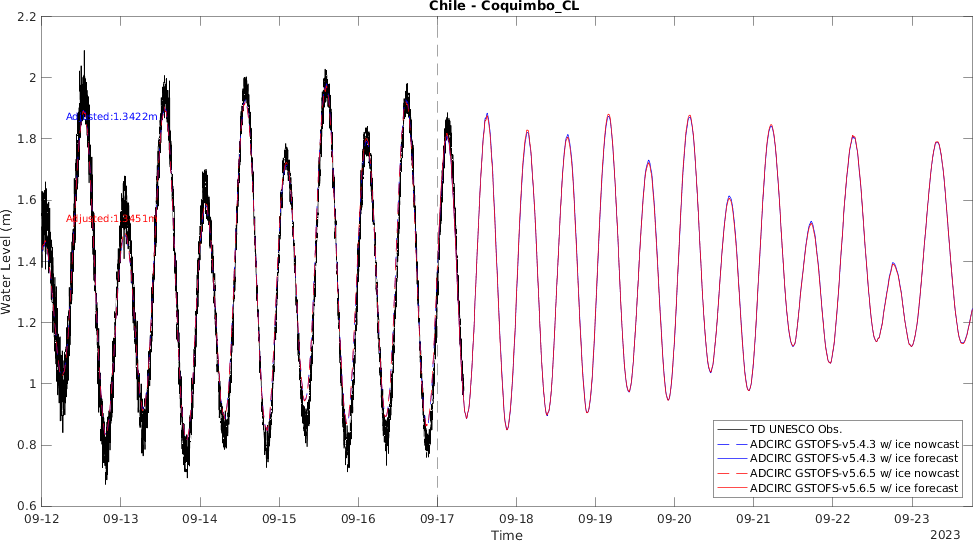 Chile - Coquimbo_CL
2.2
2
1.8
1.6
1.4
1.2
1
0.8
0.6
Water Level (m)
Adjusted:1.3422m
TD UNESCO Obs.
ADCIRC GSTOFS-v5.4.3 w/ ice nowcast
ADCIRC GSTOFS-v5.4.3 w/ ice forecast
ADCIRC GSTOFS-v5.6.5 w/ ice nowcast
ADCIRC GSTOFS-v5.6.5 w/ ice forecast
09-12 09-13 09-14 09-15 09-16 09-17 09-18 09-19 09-20 09-21 09-22 09-23
Time
2023